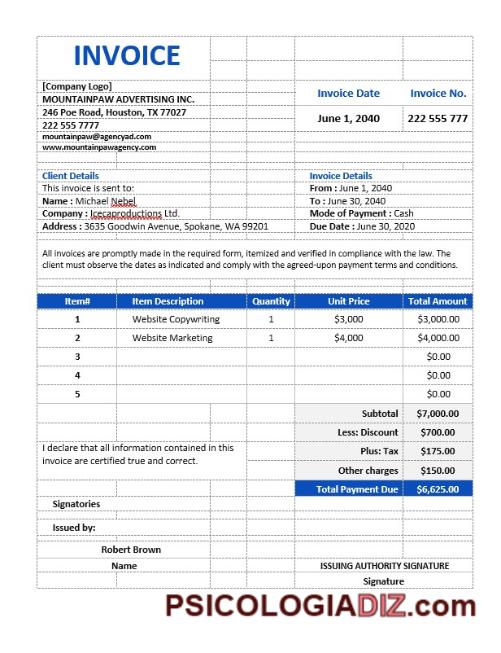 INVOICE
[Company Logo]
MOUNTAINPAW ADVERTISING INC.
246 Poe Road, Houston, TX 77027
222 555 7777
mountainpaw@agencyad.com
www.mountainpawagency.com
Invoice Date Invoice No.
June 1, 2040 222 555 777
Client Details
This invoice is sent to:
Name : Michael Nebel
Company : Icecaproductions Ltd.
Address : 3635 Goodwin Avenue, Spokane, WA 99201
Invoice Details
From : June 1, 2040
To : June 30, 2040
Mode of Payment : Cash
Due Date : June 30, 2020
All invoices are promptly made in the required form, itemized and verified in compliance with the law. The
client must observe the dates as indicated and comply with the agreed-upon payment terms and conditions.
Item# Item Description Quantity Unit Price Total Amount
1 Website Copywriting 1 $3,000 $3,000.00
2 Website Marketing 1 $4,000 $4,000.00
3 $0.00
4 $0.00
5 $0.00
Subtotal $7,000.00
Less: Discount $700.00
Plus: Tax $175.00
Other charges $150.00
Total Payment Due $6,625.00
I declare that all information contained in this
invoice are certified true and correct.
Signatories
Issued by:
Robert Brown
Name
ISSUING AUTHORITY SIGNATURE
Signature
PSICOLOGIADIZ.com